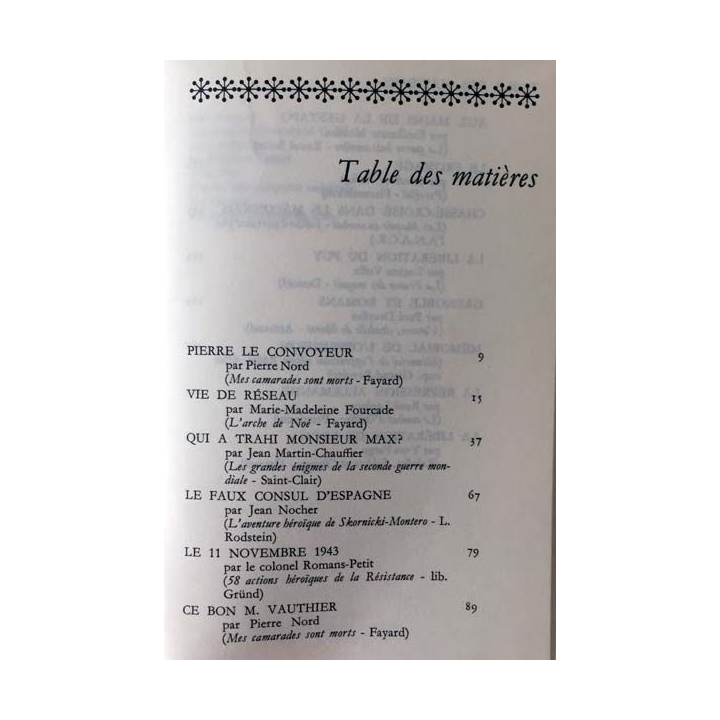 Table des matières
PIERRE LE CONVOYEUR 9
par Pierre Nord
(Mes camarades sont morts - Fayard)
VIE DE RÉSEAU 15
par Marie-Madeleine Fourcade
(L'arche de Noé - Fayard)
QUI A TRAHI MONSIEUR MAX? 37
par Jean Martin-Chauffier
(Les grandes énigmes de la seconde guerre mon-
diale - Saint-Clair)
LE FAUX CONSUL D'ESPAGNE 67
par Jean Nocher
(L'aventure héroïque de Skornicki-Montero - L.
Rodstein)
LE 11 NOVEMBRE 1943 79
par le colonel Romans-Petit
(58 actions héroïques de la Résistance - lib.
Gründ)
CE BON M. VAUTHIER 89
par Pierre Nord
(Mes camarades sont morts - Fayard)